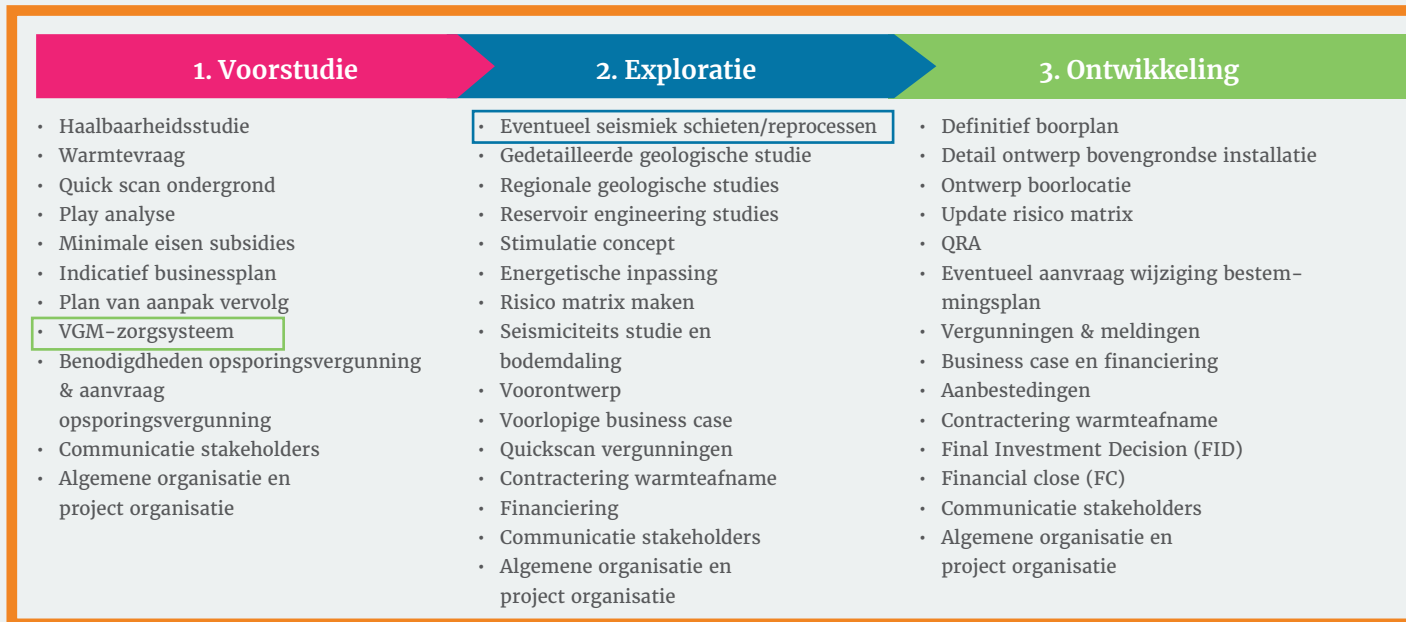 1. Voorstudie
• Haalbaarheidsstudie
• Warmtevraag
• Quick scan ondergrond
• Play analyse
• Minimale eisen subsidies
• Indicatief businessplan
• Plan van aanpak vervolg
• VGM-zorgsysteem
• Benodigdheden opsporingsvergunning
& aanvraag
opsporingsvergunning
• Communicatie stakeholders
• Algemene organisatie en
project organisatie
2. Exploratie
• Eventueel seismiek schieten/reprocessen
• Gedetailleerde geologische studie
• Regionale geologische studies
• Reservoir engineering studies
• Stimulatie concept
• Energetische inpassing
• Risico matrix maken
• Seismiciteits studie en
bodemdaling
• Voorontwerp
• Voorlopige business case
• Quickscan vergunningen
• Contractering warmteafname
• Financiering
• Communicatie stakeholders
• Algemene organisatie en
project organisatie
3. Ontwikkeling
• Definitief boorplan
• Detail ontwerp bovengrondse installatie
• Ontwerp boorlocatie
• Update risico matrix
• QRA
• Eventueel aanvraag wijziging bestem-
mingsplan
• Vergunningen & meldingen
• Business case en financiering
• Aanbestedingen
• Contractering warmteafname
• Final Investment Decision (FID)
• Financial close (FC)
• Communicatie stakeholders
• Algemene organisatie en
project organisatie